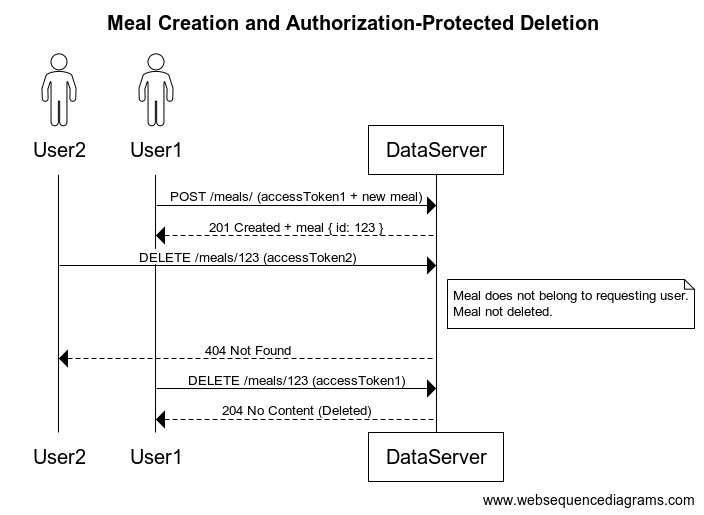 Meal Creation and Authorization-Protected Deletion
User2
User1
DataServer
POST /meals/ (accessToken1 + new meal)
201 Created + meal { id: 123 }
DELETE /meals/123 (accessToken2)
Meal does not belong to requesting user.
Meal not deleted.
404 Not Found
DELETE /meals/123 (accessToken1)
204 No Content (Deleted)
User2
User1
DataServer
www.websequencediagrams.com